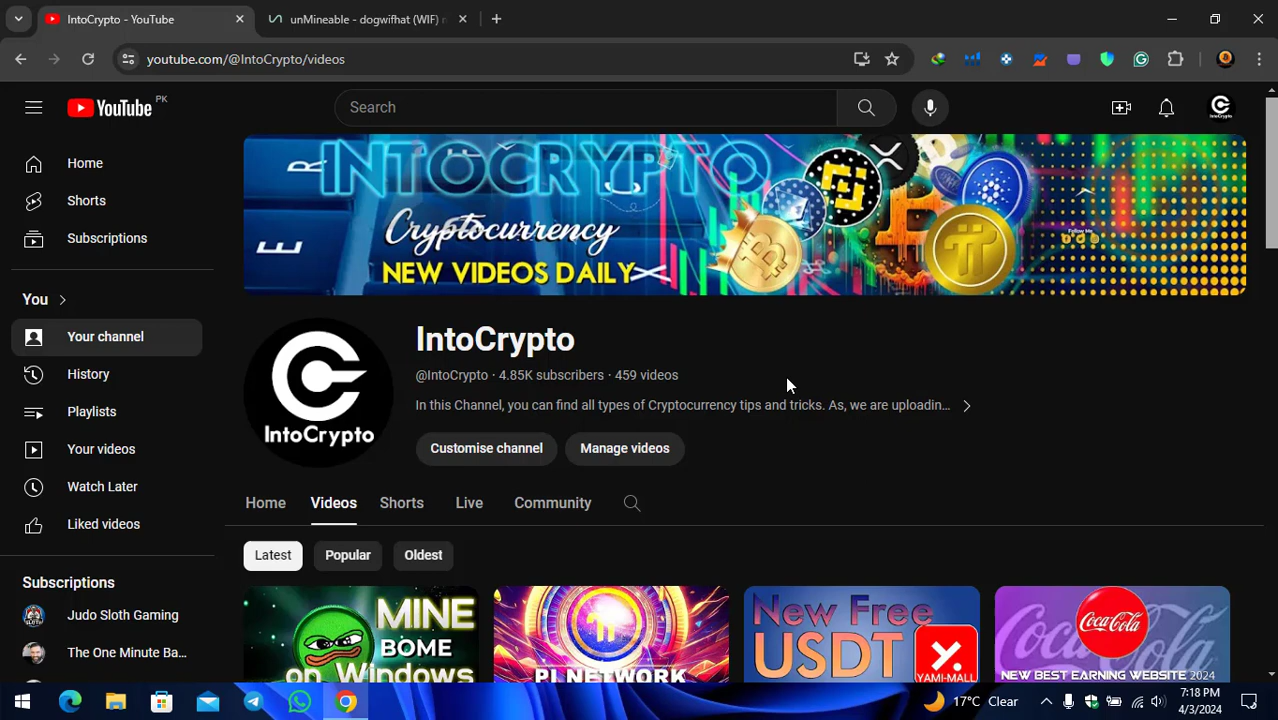 IntoCrypto - YouTube
unMineable - dogwifhat (WIF)
youtube.com/@IntoCrypto/videos
YouTube PK
Search
IntoCrypto
Home
Shorts
Subscriptions
You
Your channel
History
Playlists
Your videos
Watch Later
Liked videos
Subscriptions
Judo Sloth Gaming
The One Minute Ba...
INTOCRYPTO
Cryptocurrency
NEW VIDEOS DAILY
Follow Me
IntoCrypto
IntoCrypto
@IntoCrypto · 4.85K subscribers · 459 videos
In this Channel, you can find all types of Cryptocurrency tips and tricks. As, we are uploadin...
Customise channel
Manage videos
Home
Videos
Shorts
Live
Community
Latest
Popular
Oldest
MINE
BOME
on Windows
PI NETWORK
New Free
USDT
YAMI-MALL
Coca-Cola
NEW BEST EARNING WEBSITE 2024
17°C Clear
7:18 PM
4/3/2024